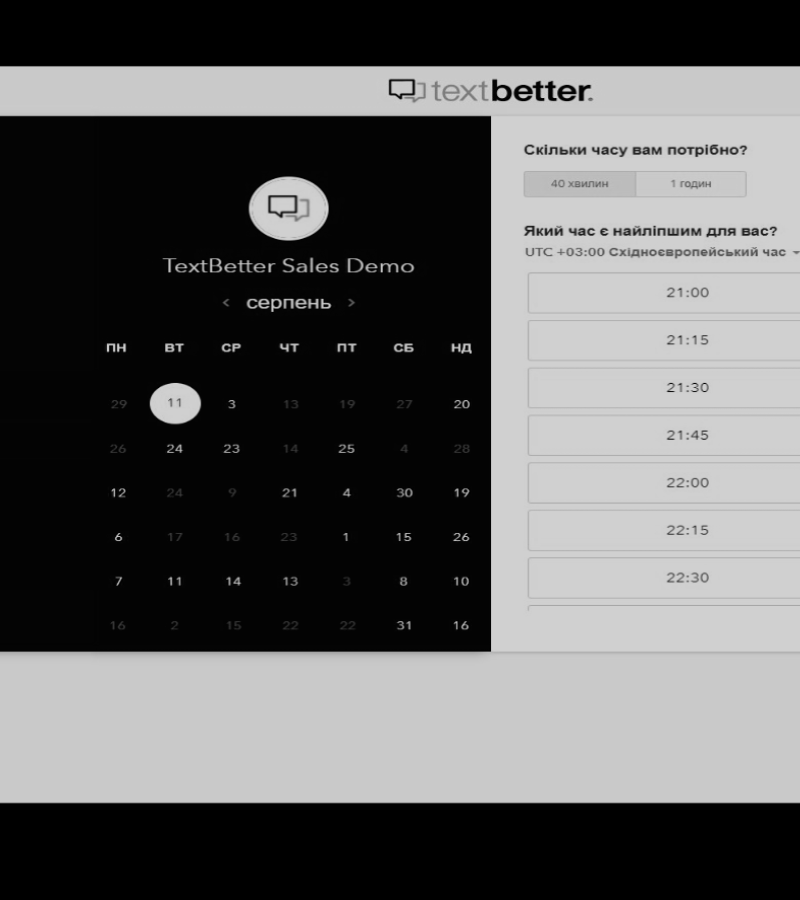 textbetter.
TextBetter Sales Demo
< серпень >
ПН ВТ СР ЧТ ПТ СБ НД
29 11 3 13 19 27 20
26 24 23 14 25 4 28
12 24 9 21 4 30 19
6 17 16 23 1 15 26
7 11 14 13 3 8 10
16 2 15 22 22 31 16
Скільки часу вам потрібно?
40 хвилин 1 годин
Який час є найліпшим для вас?
UTC +03:00 Східноєвропейський час
21:00
21:15
21:30
21:45
22:00
22:15
22:30